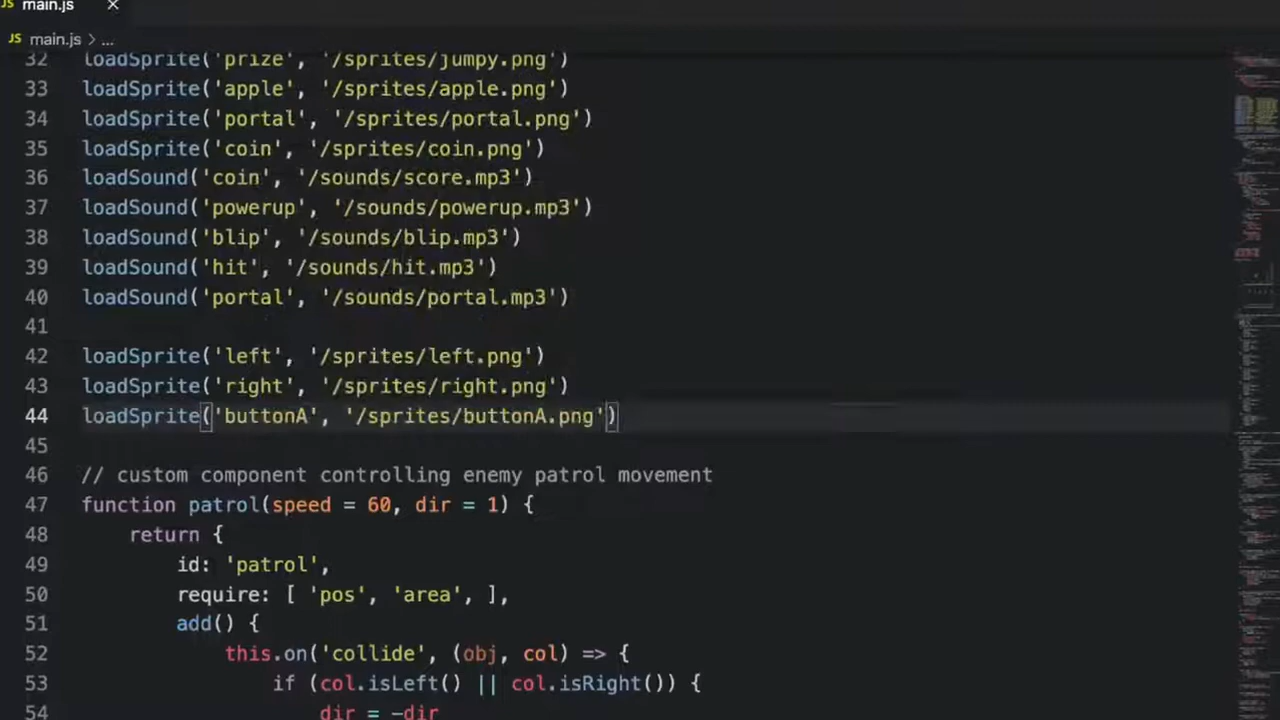 JS main.js ×
JS main.js > ...
32 loadSprite('prize', '/sprites/jumpy.png')
33 loadSprite('apple', '/sprites/apple.png')
34 loadSprite('portal', '/sprites/portal.png')
35 loadSprite('coin', '/sprites/coin.png')
36 loadSound('coin', '/sounds/score.mp3')
37 loadSound('powerup', '/sounds/powerup.mp3')
38 loadSound('blip', '/sounds/blip.mp3')
39 loadSound('hit', '/sounds/hit.mp3')
40 loadSound('portal', '/sounds/portal.mp3')
41
42 loadSprite('left', '/sprites/left.png')
43 loadSprite('right', '/sprites/right.png')
44 loadSprite('buttonA', '/sprites/buttonA.png')
45
46 // custom component controlling enemy patrol movement
47 function patrol(speed = 60, dir = 1) {
48 return {
49 id: 'patrol',
50 require: [ 'pos', 'area', ],
51 add() {
52 this.on('collide', (obj, col) => {
53 if (col.isLeft() || col.isRight()) {
54 dir = -dir